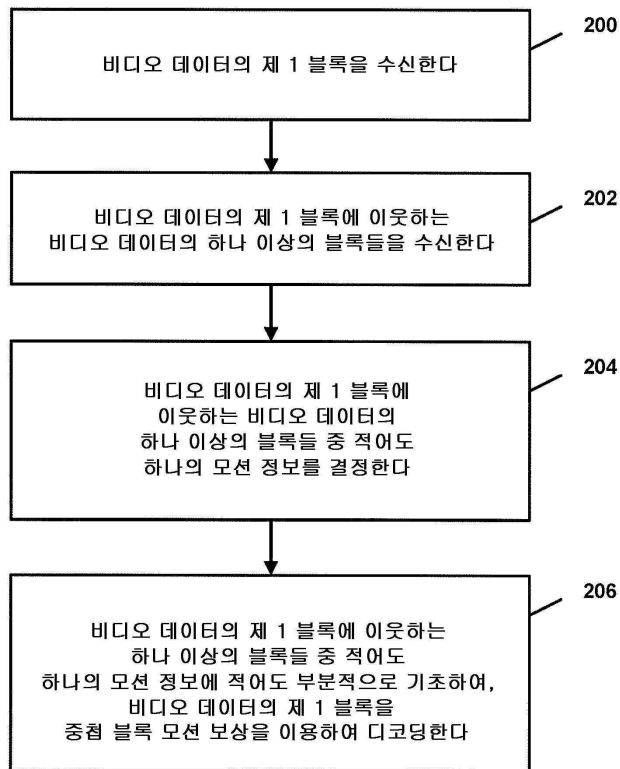 비디오 데이터의 제 1 블록을 수신한다
200
비디오 데이터의 제 1 블록에 이웃하는
비디오 데이터의 하나 이상의 블록들을 수신한다
202
비디오 데이터의 제 1 블록에
이웃하는 비디오 데이터의
하나 이상의 블록들 중 적어도
하나의 모션 정보를 결정한다
204
비디오 데이터의 제 1 블록에 이웃하는
하나 이상의 블록들 중 적어도
하나의 모션 정보에 적어도 부분적으로 기초하여,
비디오 데이터의 제 1 블록을
중첩 블록 모션 보상을 이용하여 디코딩한다
206